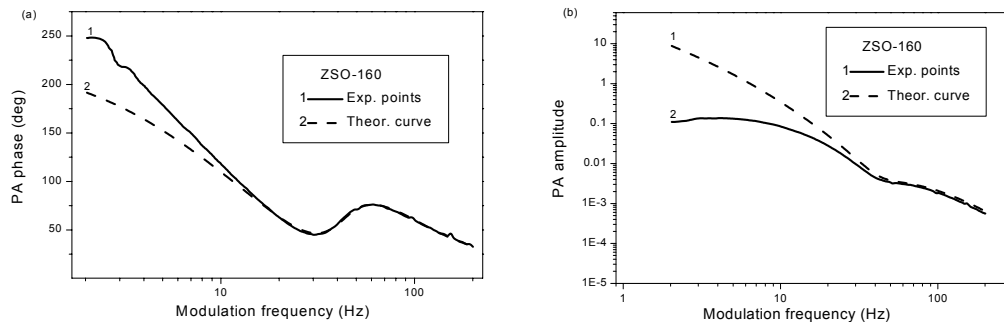 (a)
250
200
150
100
50
PA phase (deg)
1
2
ZSO-160
1 Exp. points
2 Theor. curve
10
100
Modulation frequency (Hz)
(b)
10
1
0.1
0.01
1E-3
1E-4
1E-5
PA amplitude
1
2
ZSO-160
1 Exp. points
2 Theor. curve
1
10
100
Modulation frequency (Hz)